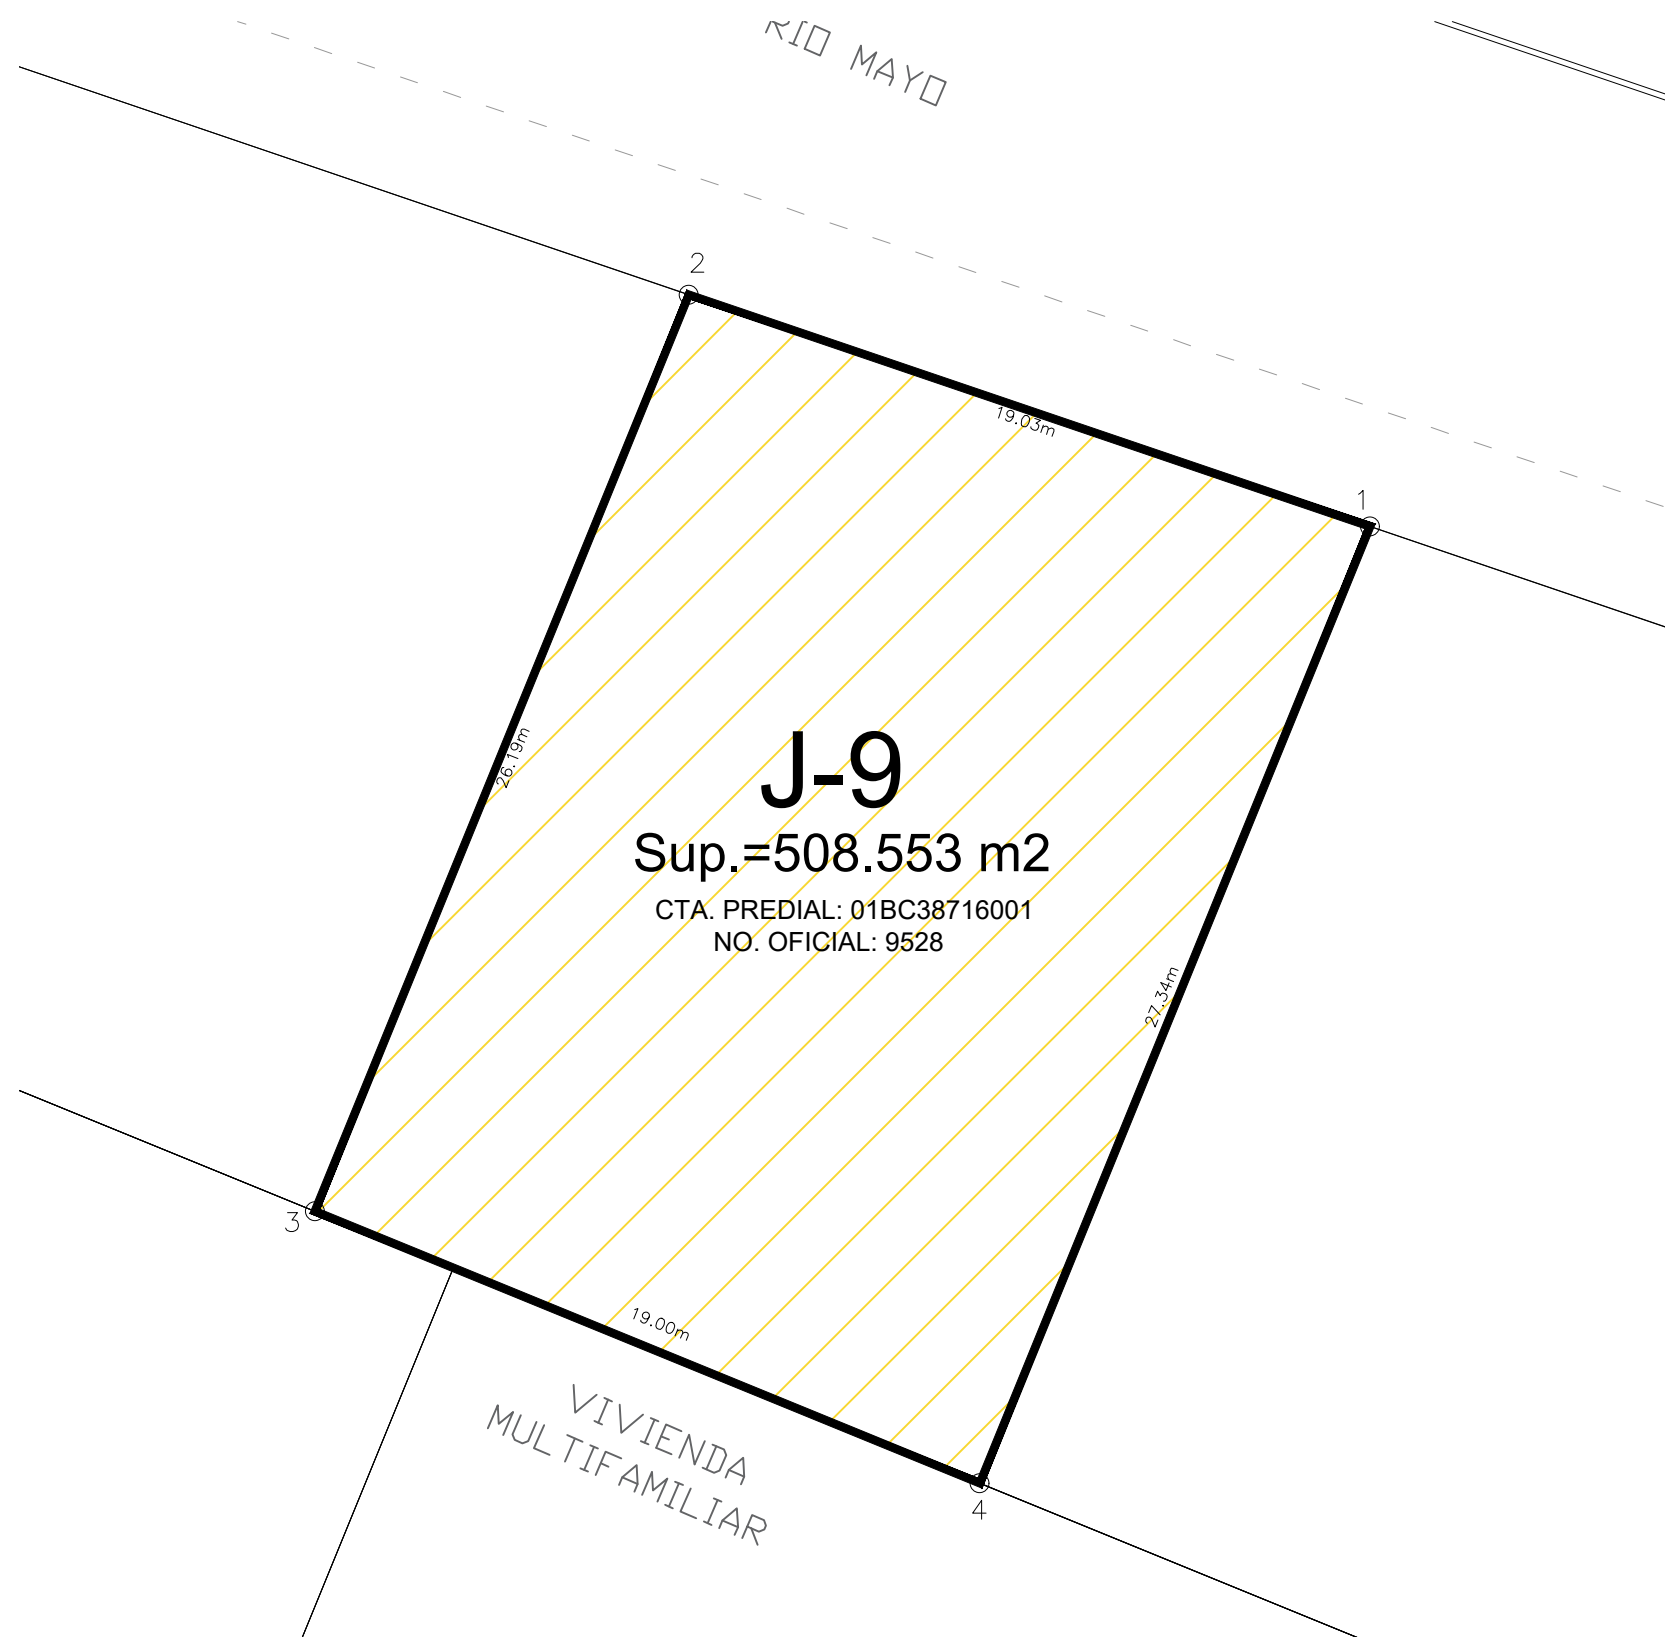 RIO MAYO
2
19.03m
1
26.19m
J-9
Sup.=508.553 m2
CTA. PREDIAL: 01BC38716001
NO. OFICIAL: 9528
27.34m
3
19.00m
VIVIENDA
MULTIFAMILIAR
4